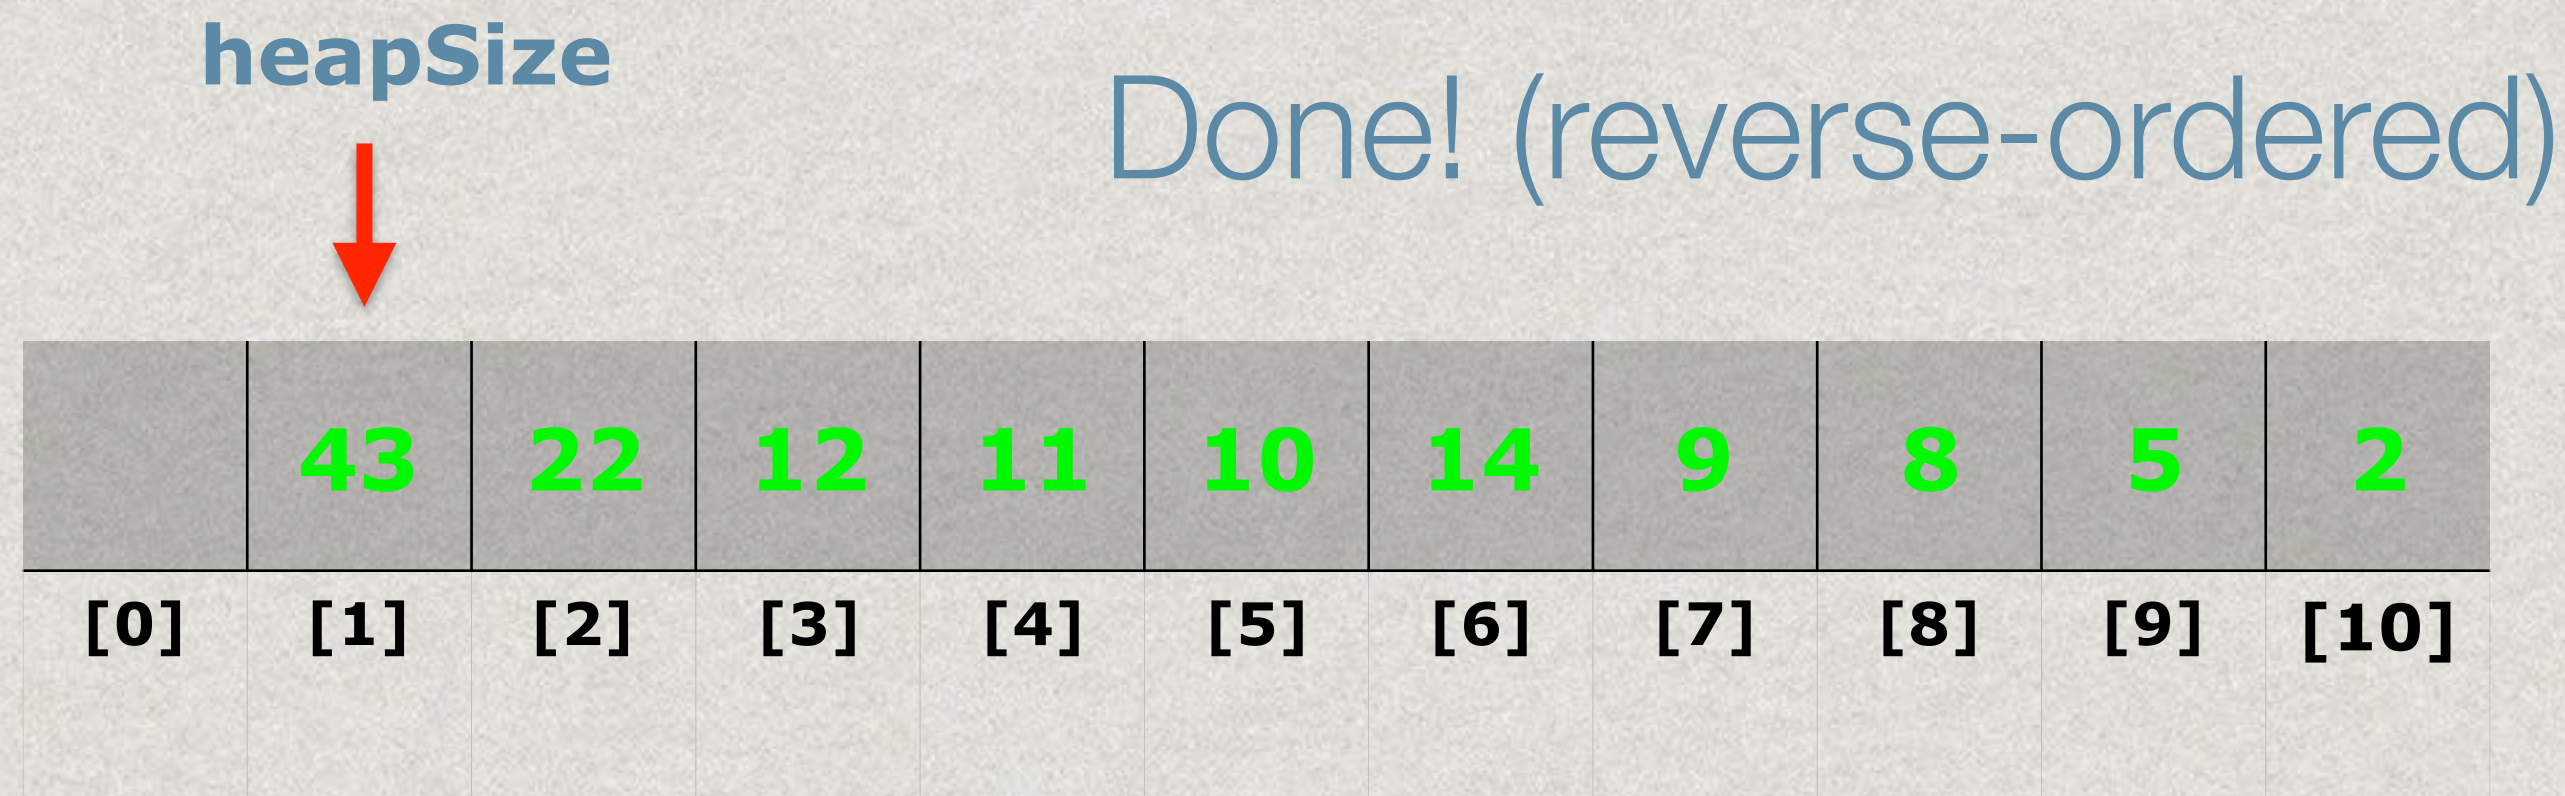 heapSize
Done! (reverse-ordered)
43 22 12 11 10 14 9 8 5 2
[0] [1] [2] [3] [4] [5] [6] [7] [8] [9] [10]